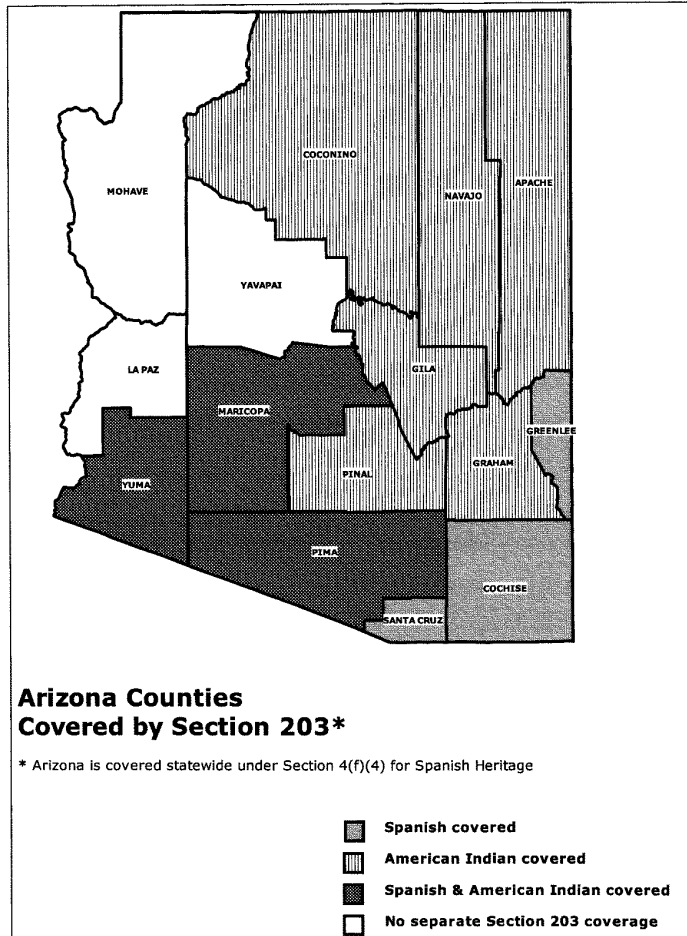 COCONINO
APACHE
MOHAVE
NAVAJO
YAVAPAI
LA PAZ
GILA
MARICOPA
GREENLEE
GRAHAM
PINAL
YUMA
PIMA
COCHISE
SANTA CRUZ
Arizona Counties
Covered by Section 203*
* Arizona is covered statewide under Section 4(f)(4) for Spanish Heritage
Spanish covered
American Indian covered
Spanish & American Indian covered
No separate Section 203 coverage